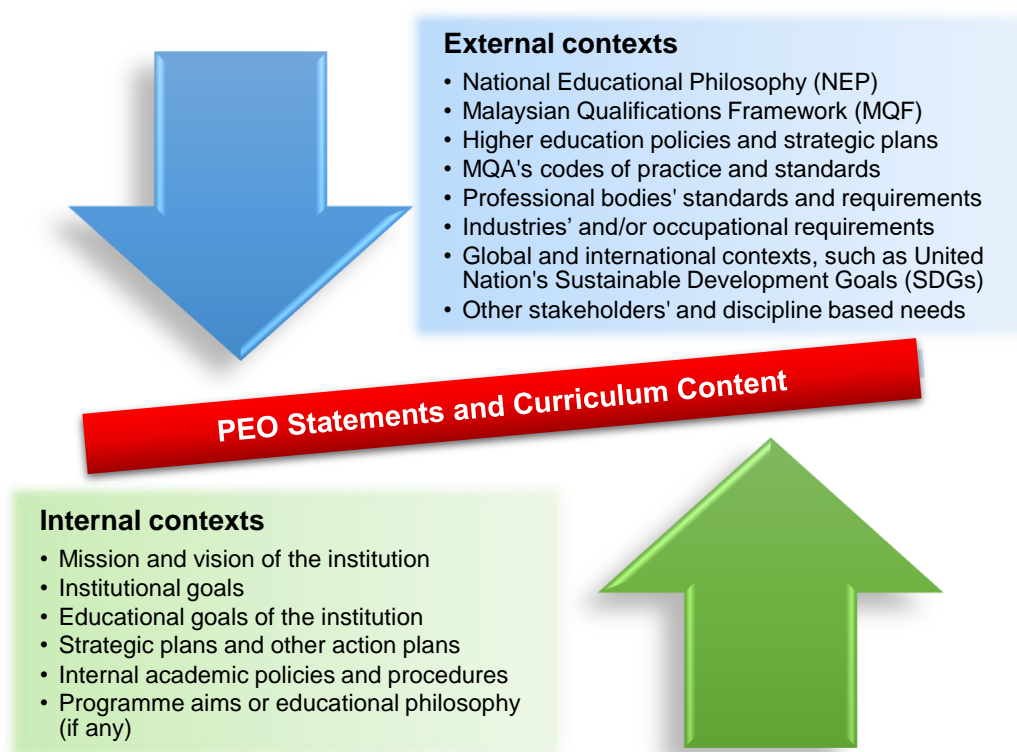 External contexts
• National Educational Philosophy (NEP)
• Malaysian Qualifications Framework (MQF)
• Higher education policies and strategic plans
• MQA's codes of practice and standards
• Professional bodies' standards and requirements
• Industries’ and/or occupational requirements
• Global and international contexts, such as United
Nation's Sustainable Development Goals (SDGs)
• Other stakeholders' and discipline based needs
PEO Statements and Curriculum Content
Internal contexts
• Mission and vision of the institution
• Institutional goals
• Educational goals of the institution
• Strategic plans and other action plans
• Internal academic policies and procedures
• Programme aims or educational philosophy
(if any)